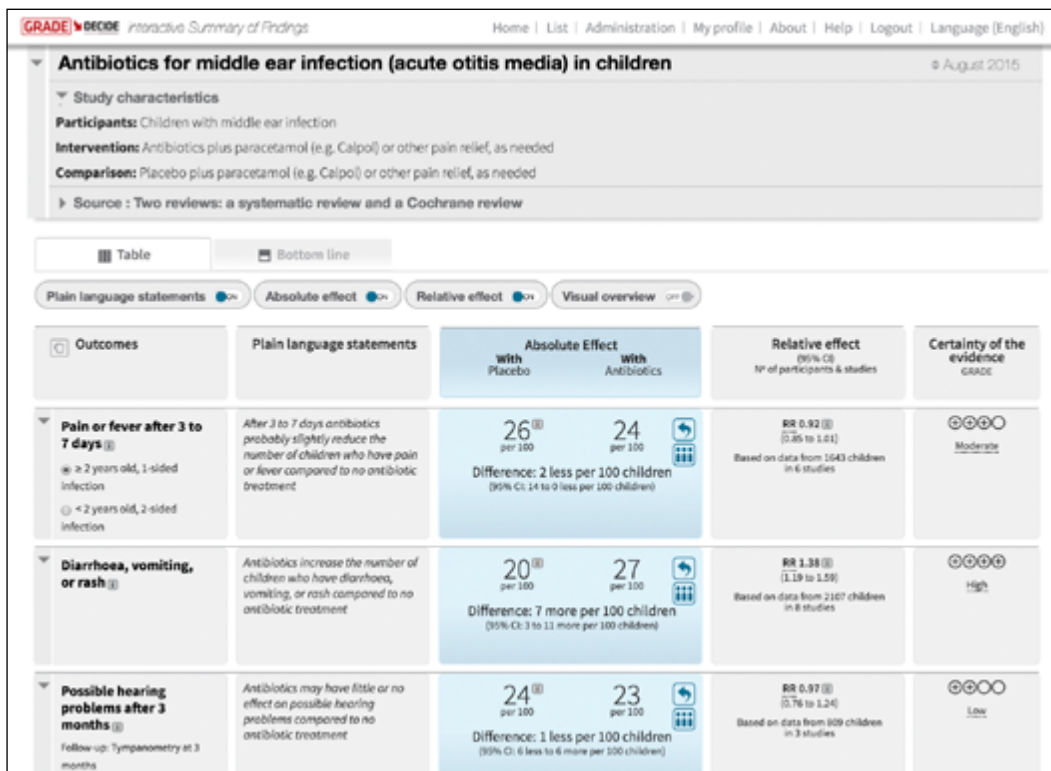 GRADE DECIDE interactive Summary of Findings
Home | List | Administration | My profile | About | Help | Logout | Language (English)
Antibiotics for middle ear infection (acute otitis media) in children
August 2015
Study characteristics
Participants: Children with middle ear infection
Intervention: Antibiotics plus paracetamol (e.g. Calpol) or other pain relief, as needed
Comparison: Placebo plus paracetamol (e.g. Calpol) or other pain relief, as needed
Source : Two reviews: a systematic review and a Cochrane review
Table
Bottom line
Plain language statements ON
Absolute effect ON
Relative effect ON
Visual overview OFF
Outcomes
Plain language statements
Absolute Effect
With Placebo
With Antibiotics
Relative effect
(95% CI)
Nº of participants & studies
Certainty of the
evidence
GRADE
Pain or fever after 3 to
7 days
≥ 2 years old, 1-sided
infection
< 2 years old, 2-sided
infection
After 3 to 7 days antibiotics
probably slightly reduce the
number of children who have pain
or fever compared to no antibiotic
treatment
26
per 100
24
per 100
Difference: 2 less per 100 children
(95% CI: 14 to 0 less per 100 children)
RR 0.92
(0.85 to 1.01)
Based on data from 1643 children
in 6 studies
Moderate
Diarrhoea, vomiting,
or rash
Antibiotics increase the number of
children who have diarrhoea,
vomiting, or rash compared to no
antibiotic treatment
20
per 100
27
per 100
Difference: 7 more per 100 children
(95% CI: 3 to 11 more per 100 children)
RR 1.38
(1.19 to 1.59)
Based on data from 2107 children
in 8 studies
High
Possible hearing
problems after 3
months
Follow-up: Tympanometry at 3
months
Antibiotics may have little or no
effect on possible hearing
problems compared to no
antibiotic treatment
24
per 100
23
per 100
Difference: 1 less per 100 children
(95% CI: 6 less to 6 more per 100 children)
RR 0.97
(0.76 to 1.24)
Based on data from 809 children
in 3 studies
Low